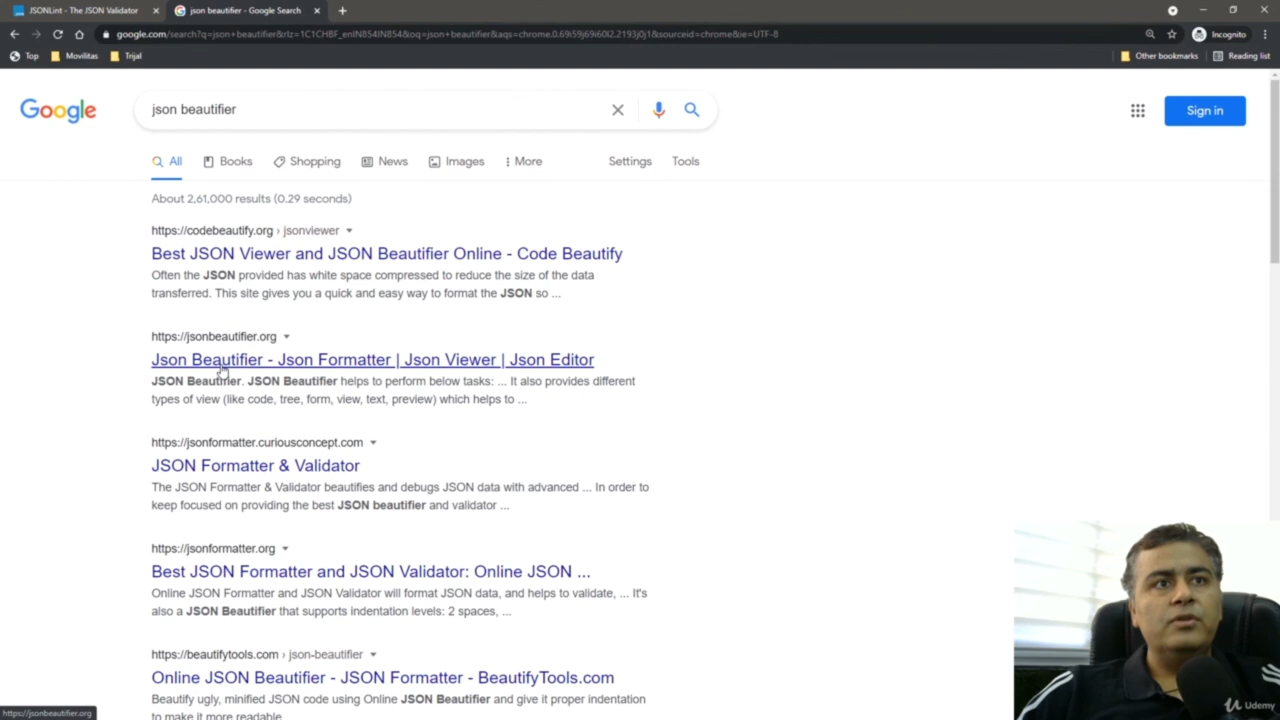 JSONLint - The JSON Validator
json beautifier - Google Search
google.com/search?q=json+beautifier&rlz=1C1CHBF_enIN854IN854&oq=json+beautifier&aqs=chrome.0.69i59j69i60l2.2193j0j1&sourceid=chrome&ie=UTF-8
Incognito
Top
Movilitas
Trijal
Other bookmarks
Reading list
Google
json beautifier
Sign in
All
Books
Shopping
News
Images
More
Settings
Tools
About 2,61,000 results (0.29 seconds)
https://codebeautify.org › jsonviewer
Best JSON Viewer and JSON Beautifier Online - Code Beautify
Often the JSON provided has white space compressed to reduce the size of the data
transferred. This site gives you a quick and easy way to format the JSON so ...
https://jsonbeautifier.org
Json Beautifier - Json Formatter | Json Viewer | Json Editor
JSON Beautifier. JSON Beautifier helps to perform below tasks: ... It also provides different
types of view (like code, tree, form, view, text, preview) which helps to ...
https://jsonformatter.curiousconcept.com
JSON Formatter & Validator
The JSON Formatter & Validator beautifies and debugs JSON data with advanced ... In order to
keep focused on providing the best JSON beautifier and validator ...
https://jsonformatter.org
Best JSON Formatter and JSON Validator: Online JSON ...
Online JSON Formatter and JSON Validator will format JSON data, and helps to validate, ... It's
also a JSON Beautifier that supports indentation levels: 2 spaces, ...
https://beautifytools.com › json-beautifier
Online JSON Beautifier - JSON Formatter - BeautifyTools.com
Beautify ugly, minified JSON code using Online JSON Beautifier and give it proper indentation
to make it more readable.
https://jsonbeautifier.org
Udemy